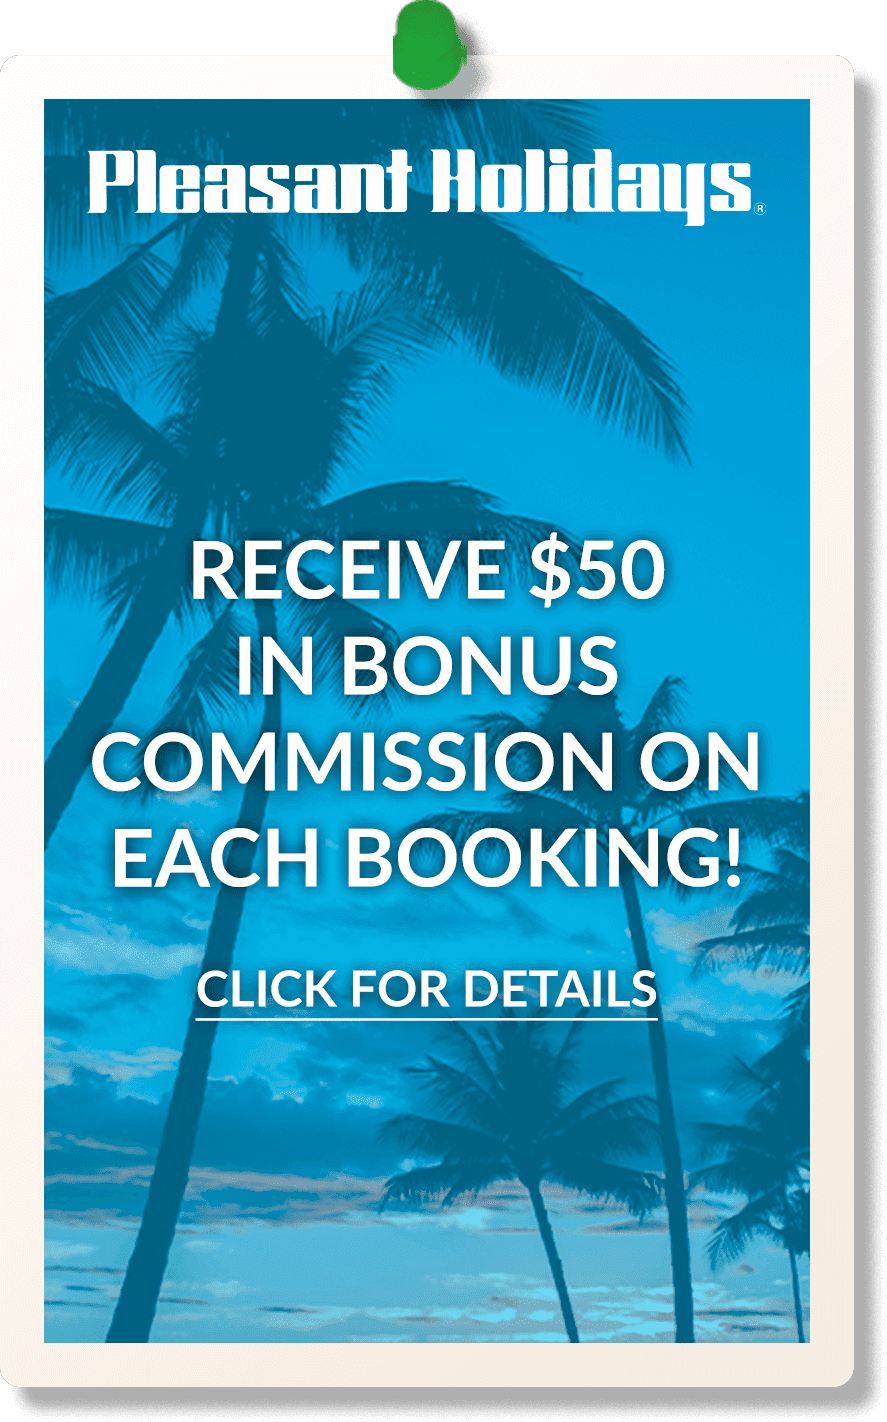 Pleasant Holidays®
RECEIVE $50
IN BONUS
COMMISSION ON
EACH BOOKING!
CLICK FOR DETAILS